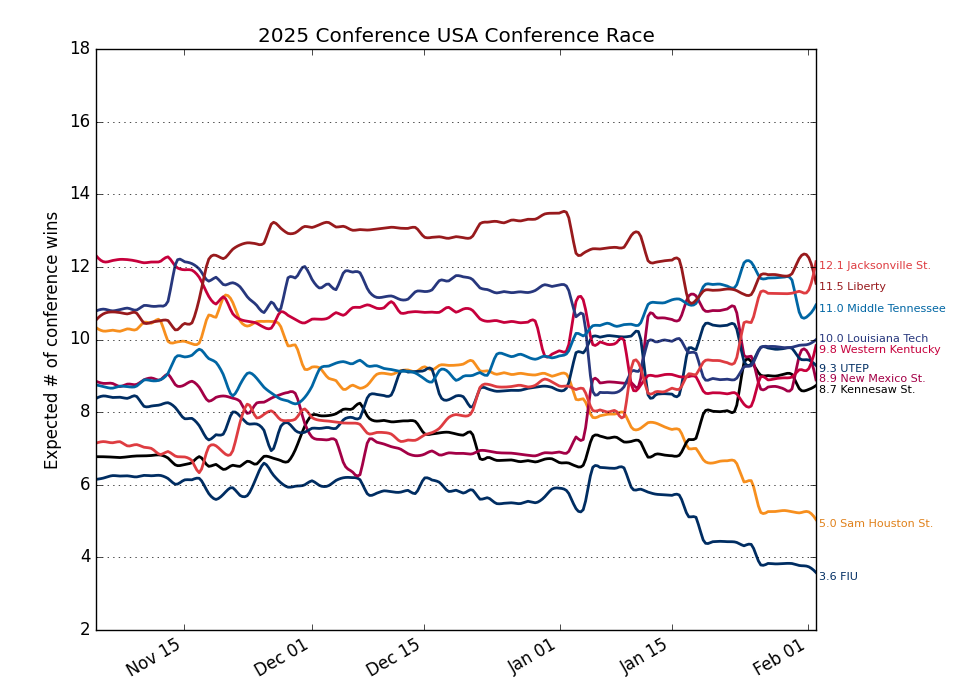 2025 Conference USA Conference Race
Expected # of conference wins
18
16
14
12
10
8
6
4
2
12.1 Jacksonville St.
11.5 Liberty
11.0 Middle Tennessee
10.0 Louisiana Tech
9.8 Western Kentucky
9.3 UTEP
8.9 New Mexico St.
8.7 Kennesaw St.
5.0 Sam Houston St.
3.6 FIU
Nov 15
Dec 01
Dec 15
Jan 01
Jan 15
Feb 01